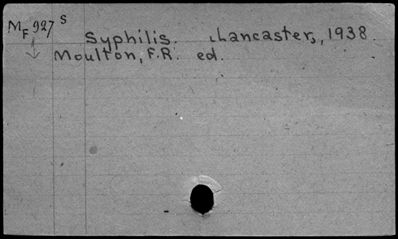 MF 927 S
Syphilis. Lancaster, 1938.
Moulton, F.R. ed.